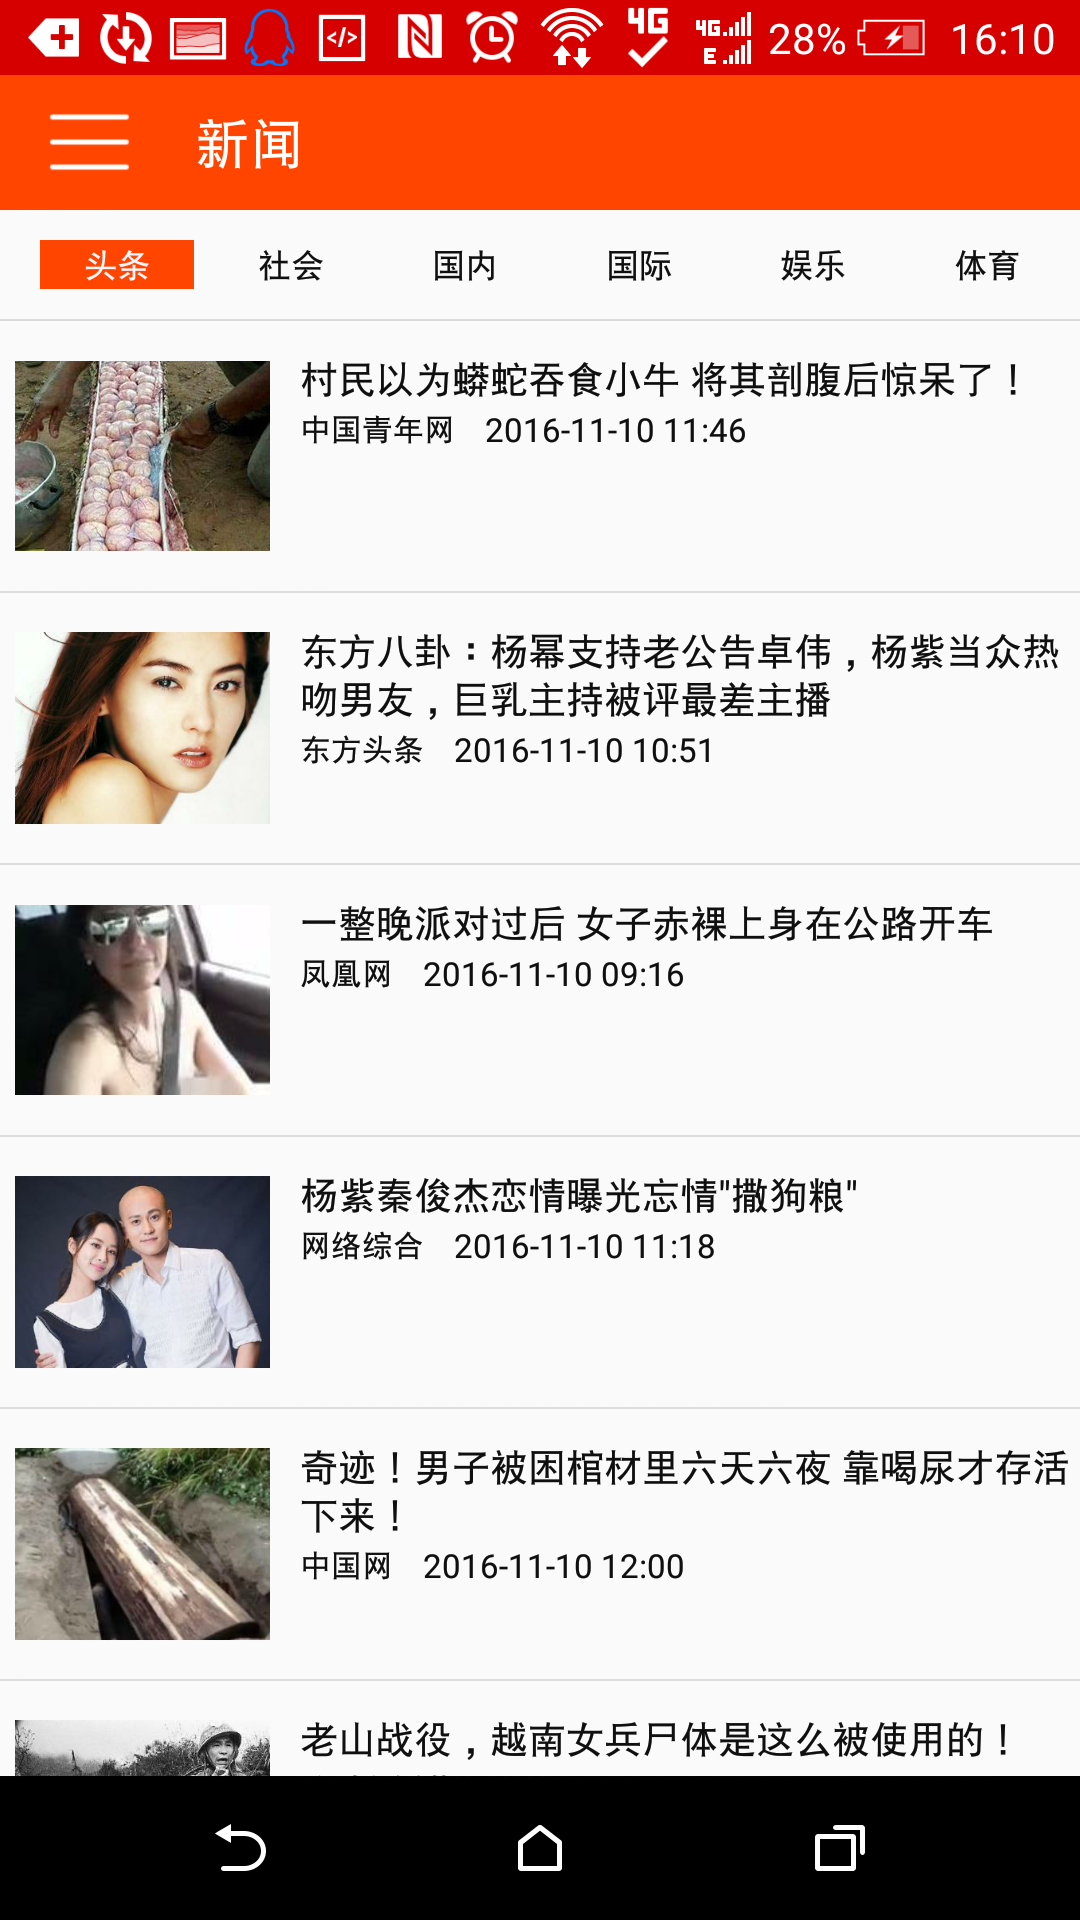 4G
4G
E
28%
16:10
新闻
头条
社会
国内
国际
娱乐
体育
村民以为蟒蛇吞食小牛 将其剖腹后惊呆了！
中国青年网 2016-11-10 11:46
东方八卦：杨幂支持老公告卓伟，杨紫当众热
吻男友，巨乳主持被评最差主播
东方头条 2016-11-10 10:51
一整晚派对过后 女子赤裸上身在公路开车
凤凰网 2016-11-10 09:16
杨紫秦俊杰恋情曝光忘情"撒狗粮"
网络综合 2016-11-10 11:18
奇迹！男子被困棺材里六天六夜 靠喝尿才存活
下来！
中国网 2016-11-10 12:00
老山战役，越南女兵尸体是这么被使用的！